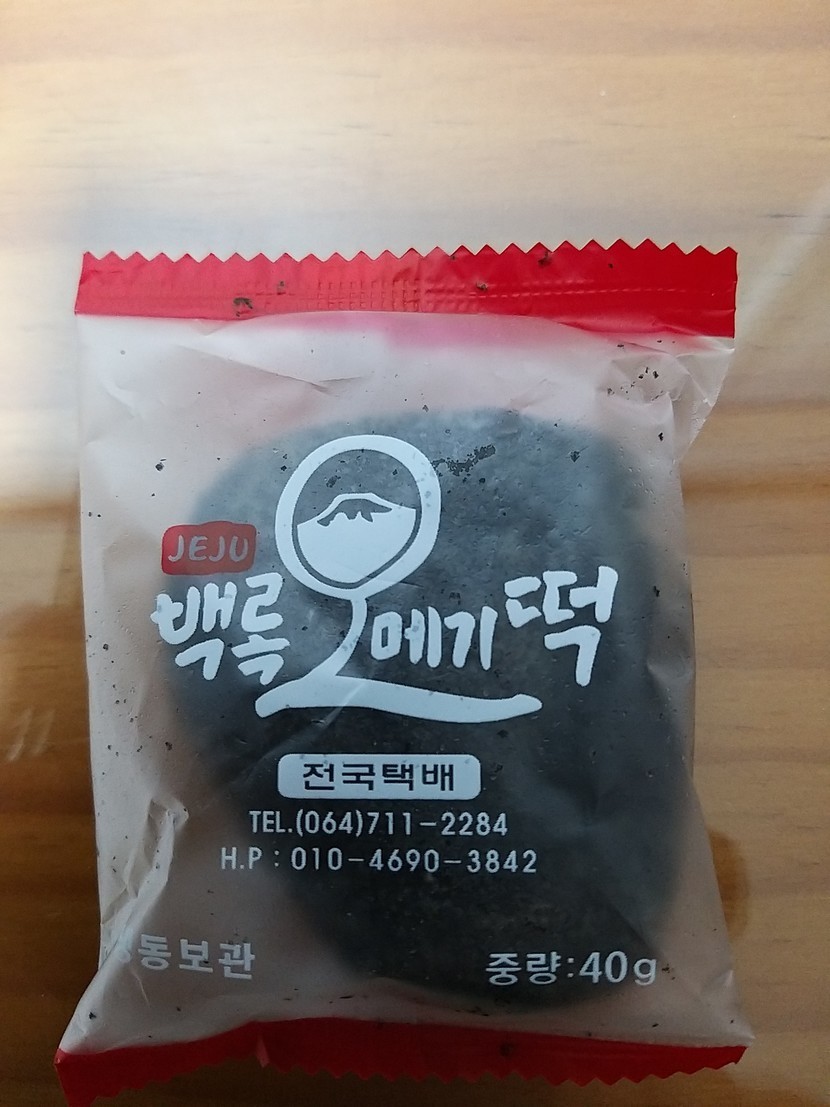 JEJU
백록 오메기떡
전국택배
TEL.(064)711-2284
H.P : 010-4690-3842
냉동보관
중량:40g